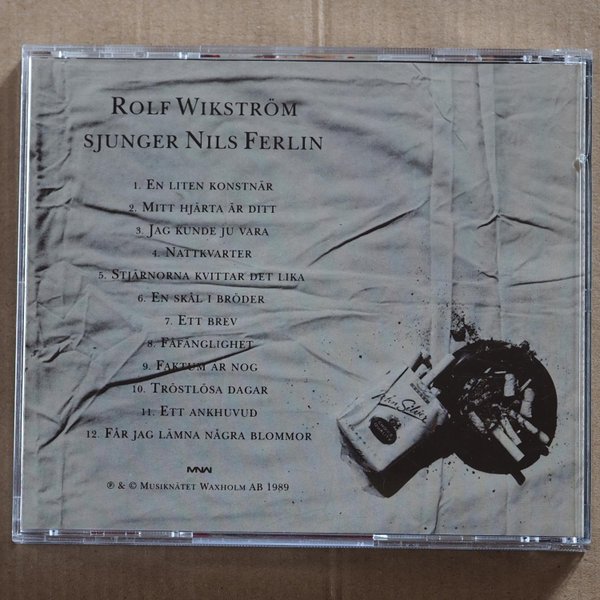 ROLF WIKSTRÖM
SJUNGER NILS FERLIN
1. EN LITEN KONSTNÄR
2. MITT HJÄRTA ÄR DITT
3. JAG KUNDE JU VARA
4. NATTKVARTER
5. STJÄRNORNA KVITTAR DET LIKA
6. EN SKÅL I BRÖDER
7. ETT BREV
8. FÅFÄNGLIGHET
9. FAKTUM ÄR NOG
10. TRÖSTLÖSA DAGAR
11. ETT ANKHUVUD
12. FÅR JAG LÄMNA NÅGRA BLOMMOR
MNW
℗ & © MUSIKNÄTET WAXHOLM AB 1989
John Silver